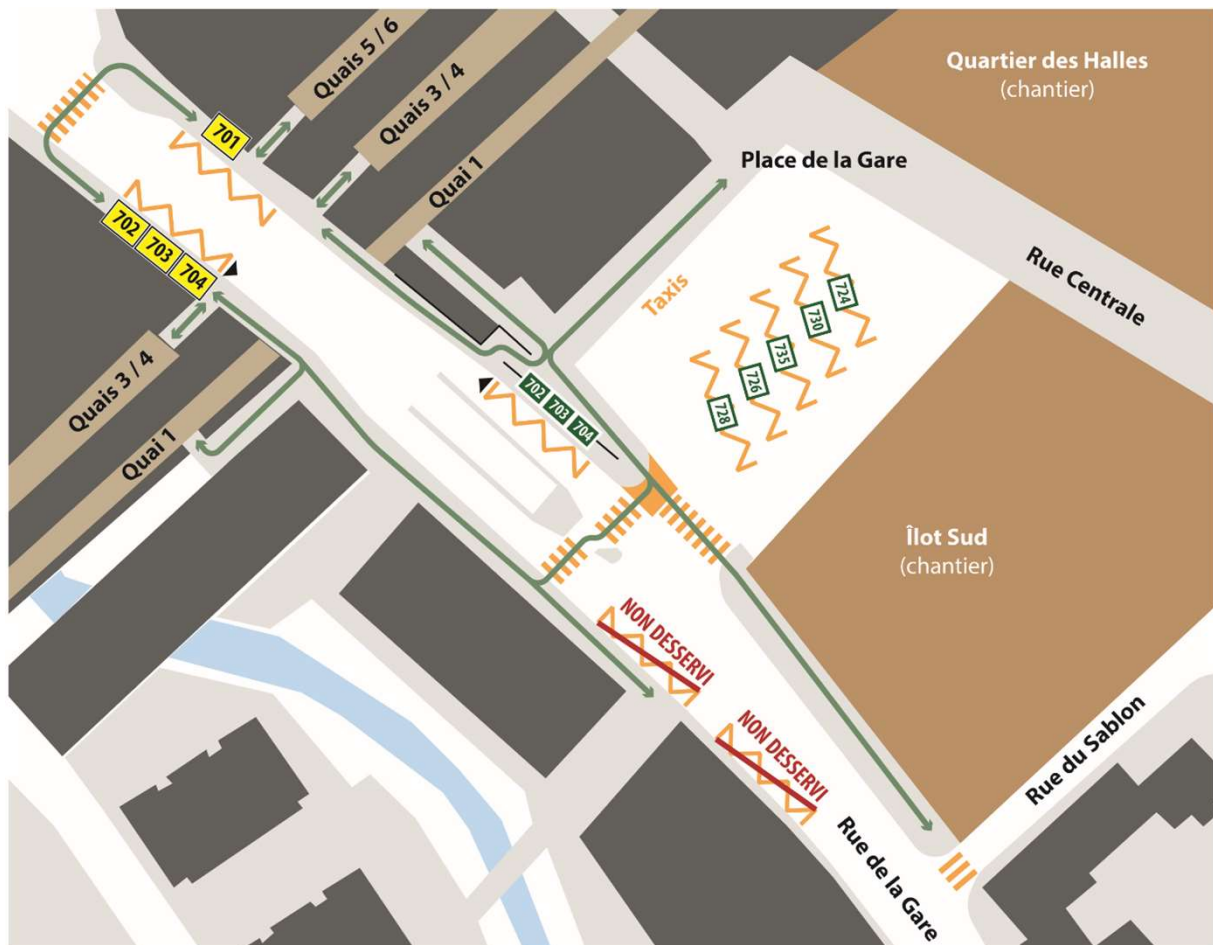 Quais 5 / 6
Quais 3 / 4
Quai 1
701
702
703
704
Quais 3 / 4
Quai 1
Quartier des Halles
(chantier)
Place de la Gare
Rue Centrale
Taxis
724
730
735
726
728
702
703
704
Îlot Sud
(chantier)
NON DESSERVI
NON DESSERVI
Rue du Sablon
Rue de la Gare